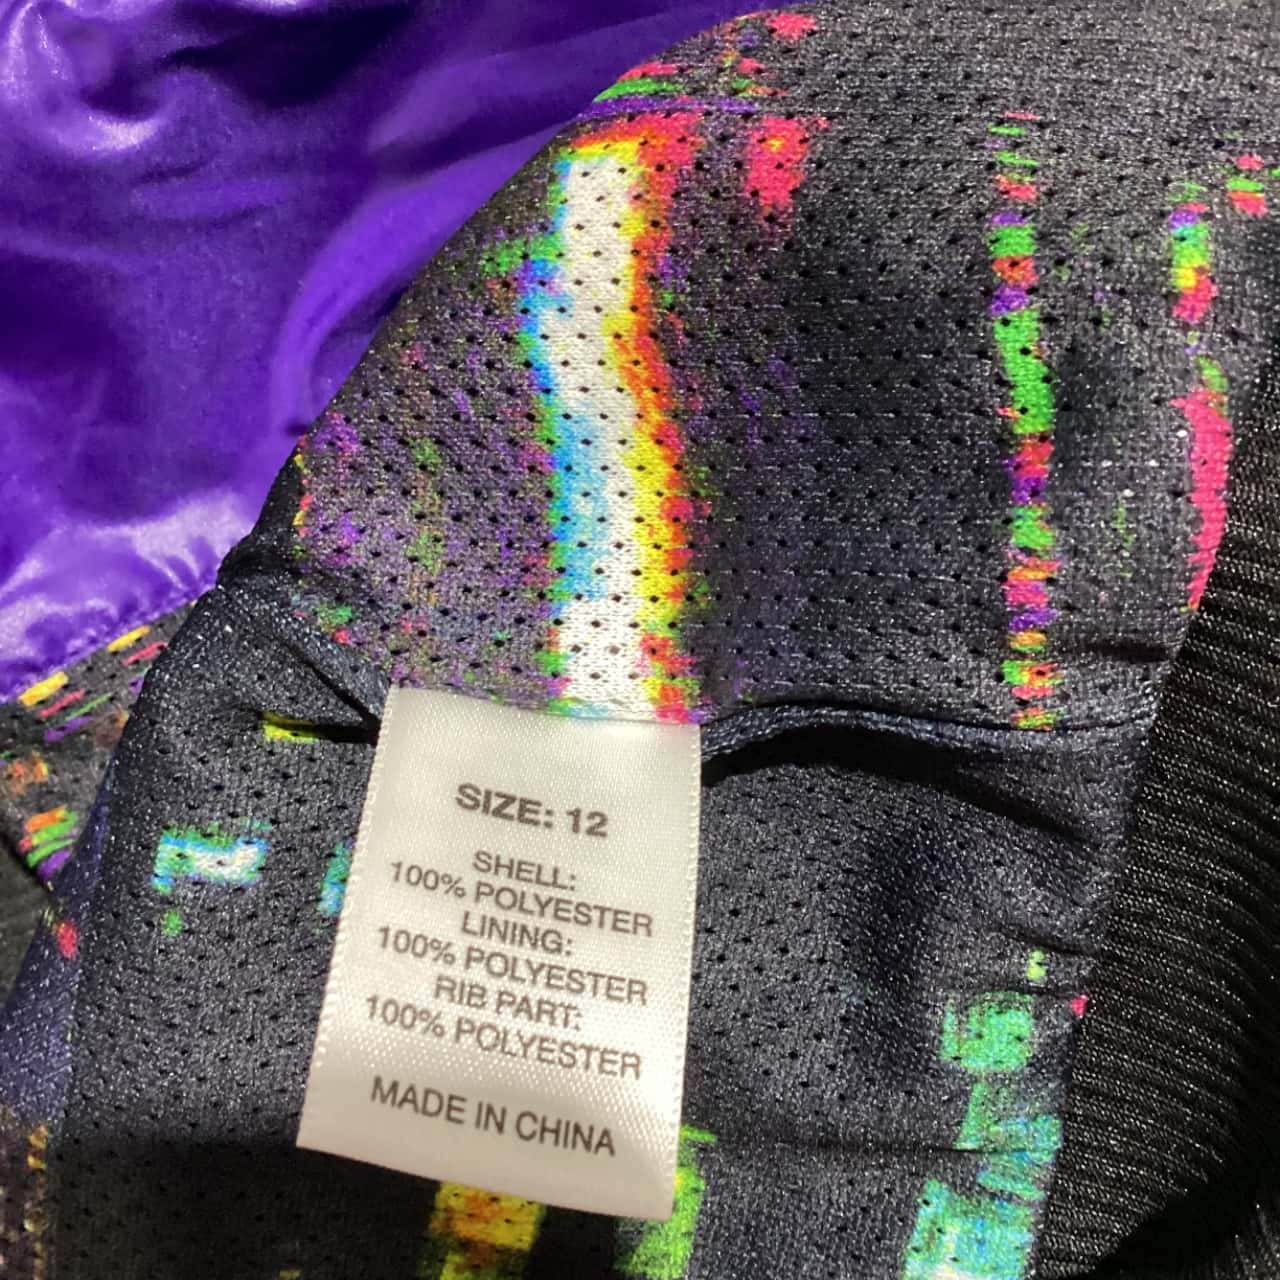 SIZE: 12
SHELL:
100% POLYESTER
LINING:
100% POLYESTER
RIB PART:
100% POLYESTER
MADE IN CHINA